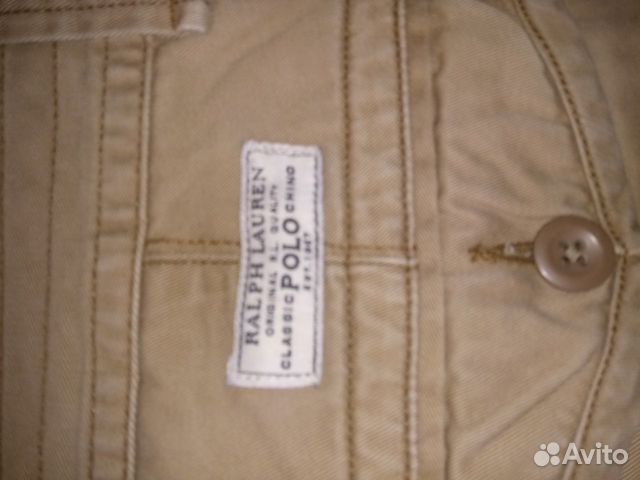 RALPH LAUREN
ORIGINAL R.L. QUALITY
CLASSIC POLO CHINO
EST. 1967
Avito